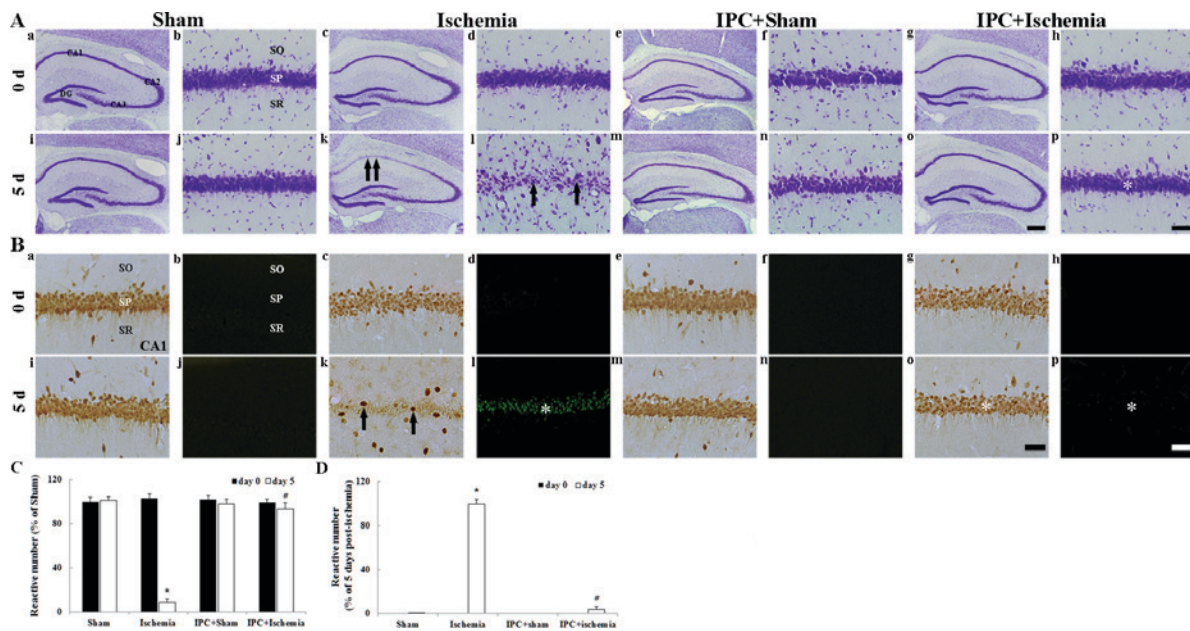 A Sham Ischemia IPC+Sham IPC+Ischemia
a b c d e f g h
CA1 SO
0 d CA2 SP
DG CA3 SR
i j k l m n o p
5 d *
B
a b c d e f g h
SO SO
0 d SP SP
SR SR
CA1
i j k l m n o p
5 d * * *
C D
120 ■ day 0 □ day 5 #
80
40
0
*
Reactive number (% of Sham)
Sham Ischemia IPC+Sham IPC+Ischemia
120 ■ day 0 □ day 5
*
80
40
0
#
Reactive number
(% of 5 days post-ischemia)
Sham Ischemia IPC+sham IPC+ischemia